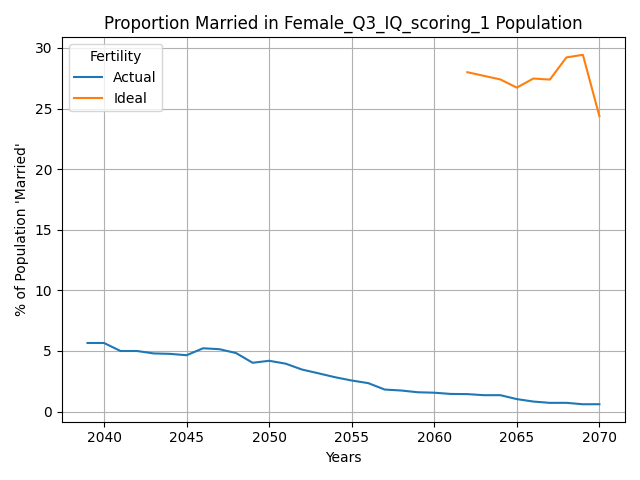 Proportion Married in Female_Q3_IQ_scoring_1 Population
Fertility
Actual
Ideal
30
25
20
15
10
5
0
% of Population 'Married'
2040 2045 2050 2055 2060 2065 2070
Years